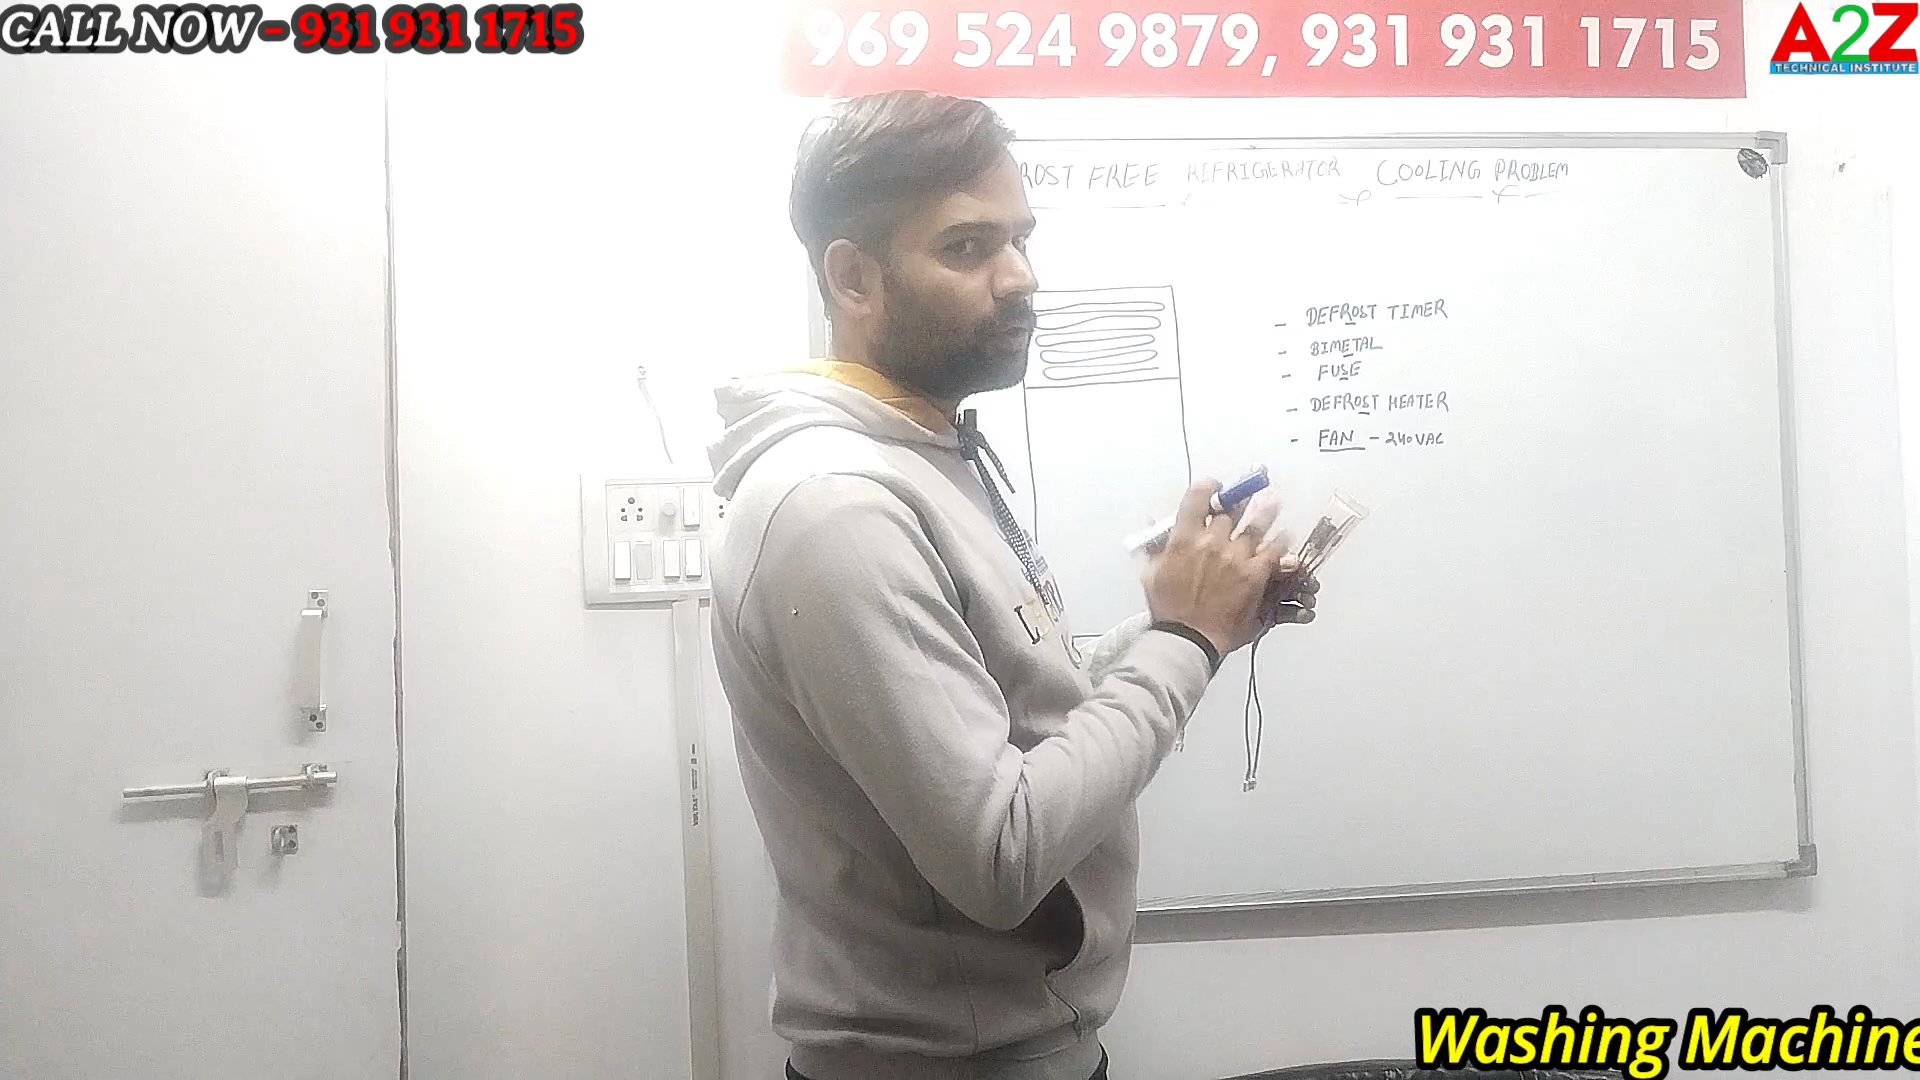 CALL NOW - 931 931 1715
969 524 9879, 931 931 1715
A2Z
TECHNICAL INSTITUTE
ROST FREE REFRIGERATOR COOLING PROBLEM
- DEFROST TIMER
- BIMETAL
- FUSE
- DEFROST HEATER
- FAN - 240VAC
VOLTAS
Washing Machine